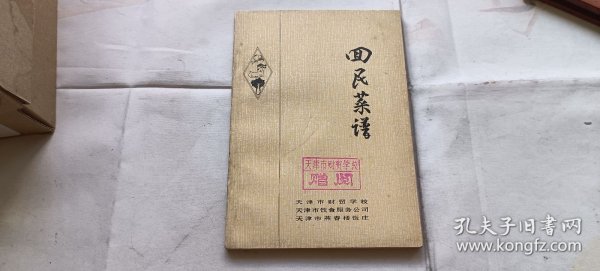 回民菜谱
天津市财贸学校
赠阅
天津市财贸学校
天津市饮食服务公司
天津市燕春楼饭庄
孔夫子旧书网
www.kongfz.com